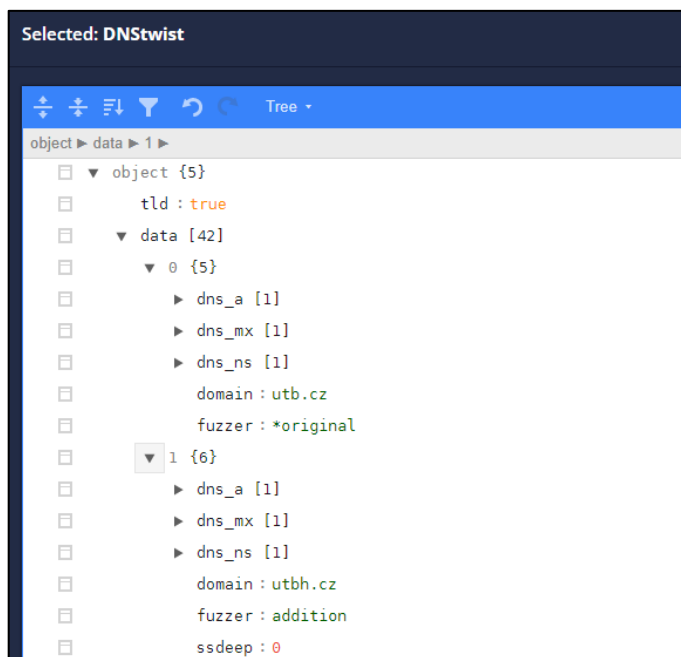 Selected: DNStwist
Tree
object ▶ data ▶ 1 ▶
object {5}
tld : true
data [42]
0 {5}
dns_a [1]
dns_mx [1]
dns_ns [1]
domain : utb.cz
fuzzer : *original
1 {6}
dns_a [1]
dns_mx [1]
dns_ns [1]
domain : utbh.cz
fuzzer : addition
ssdeep : 0